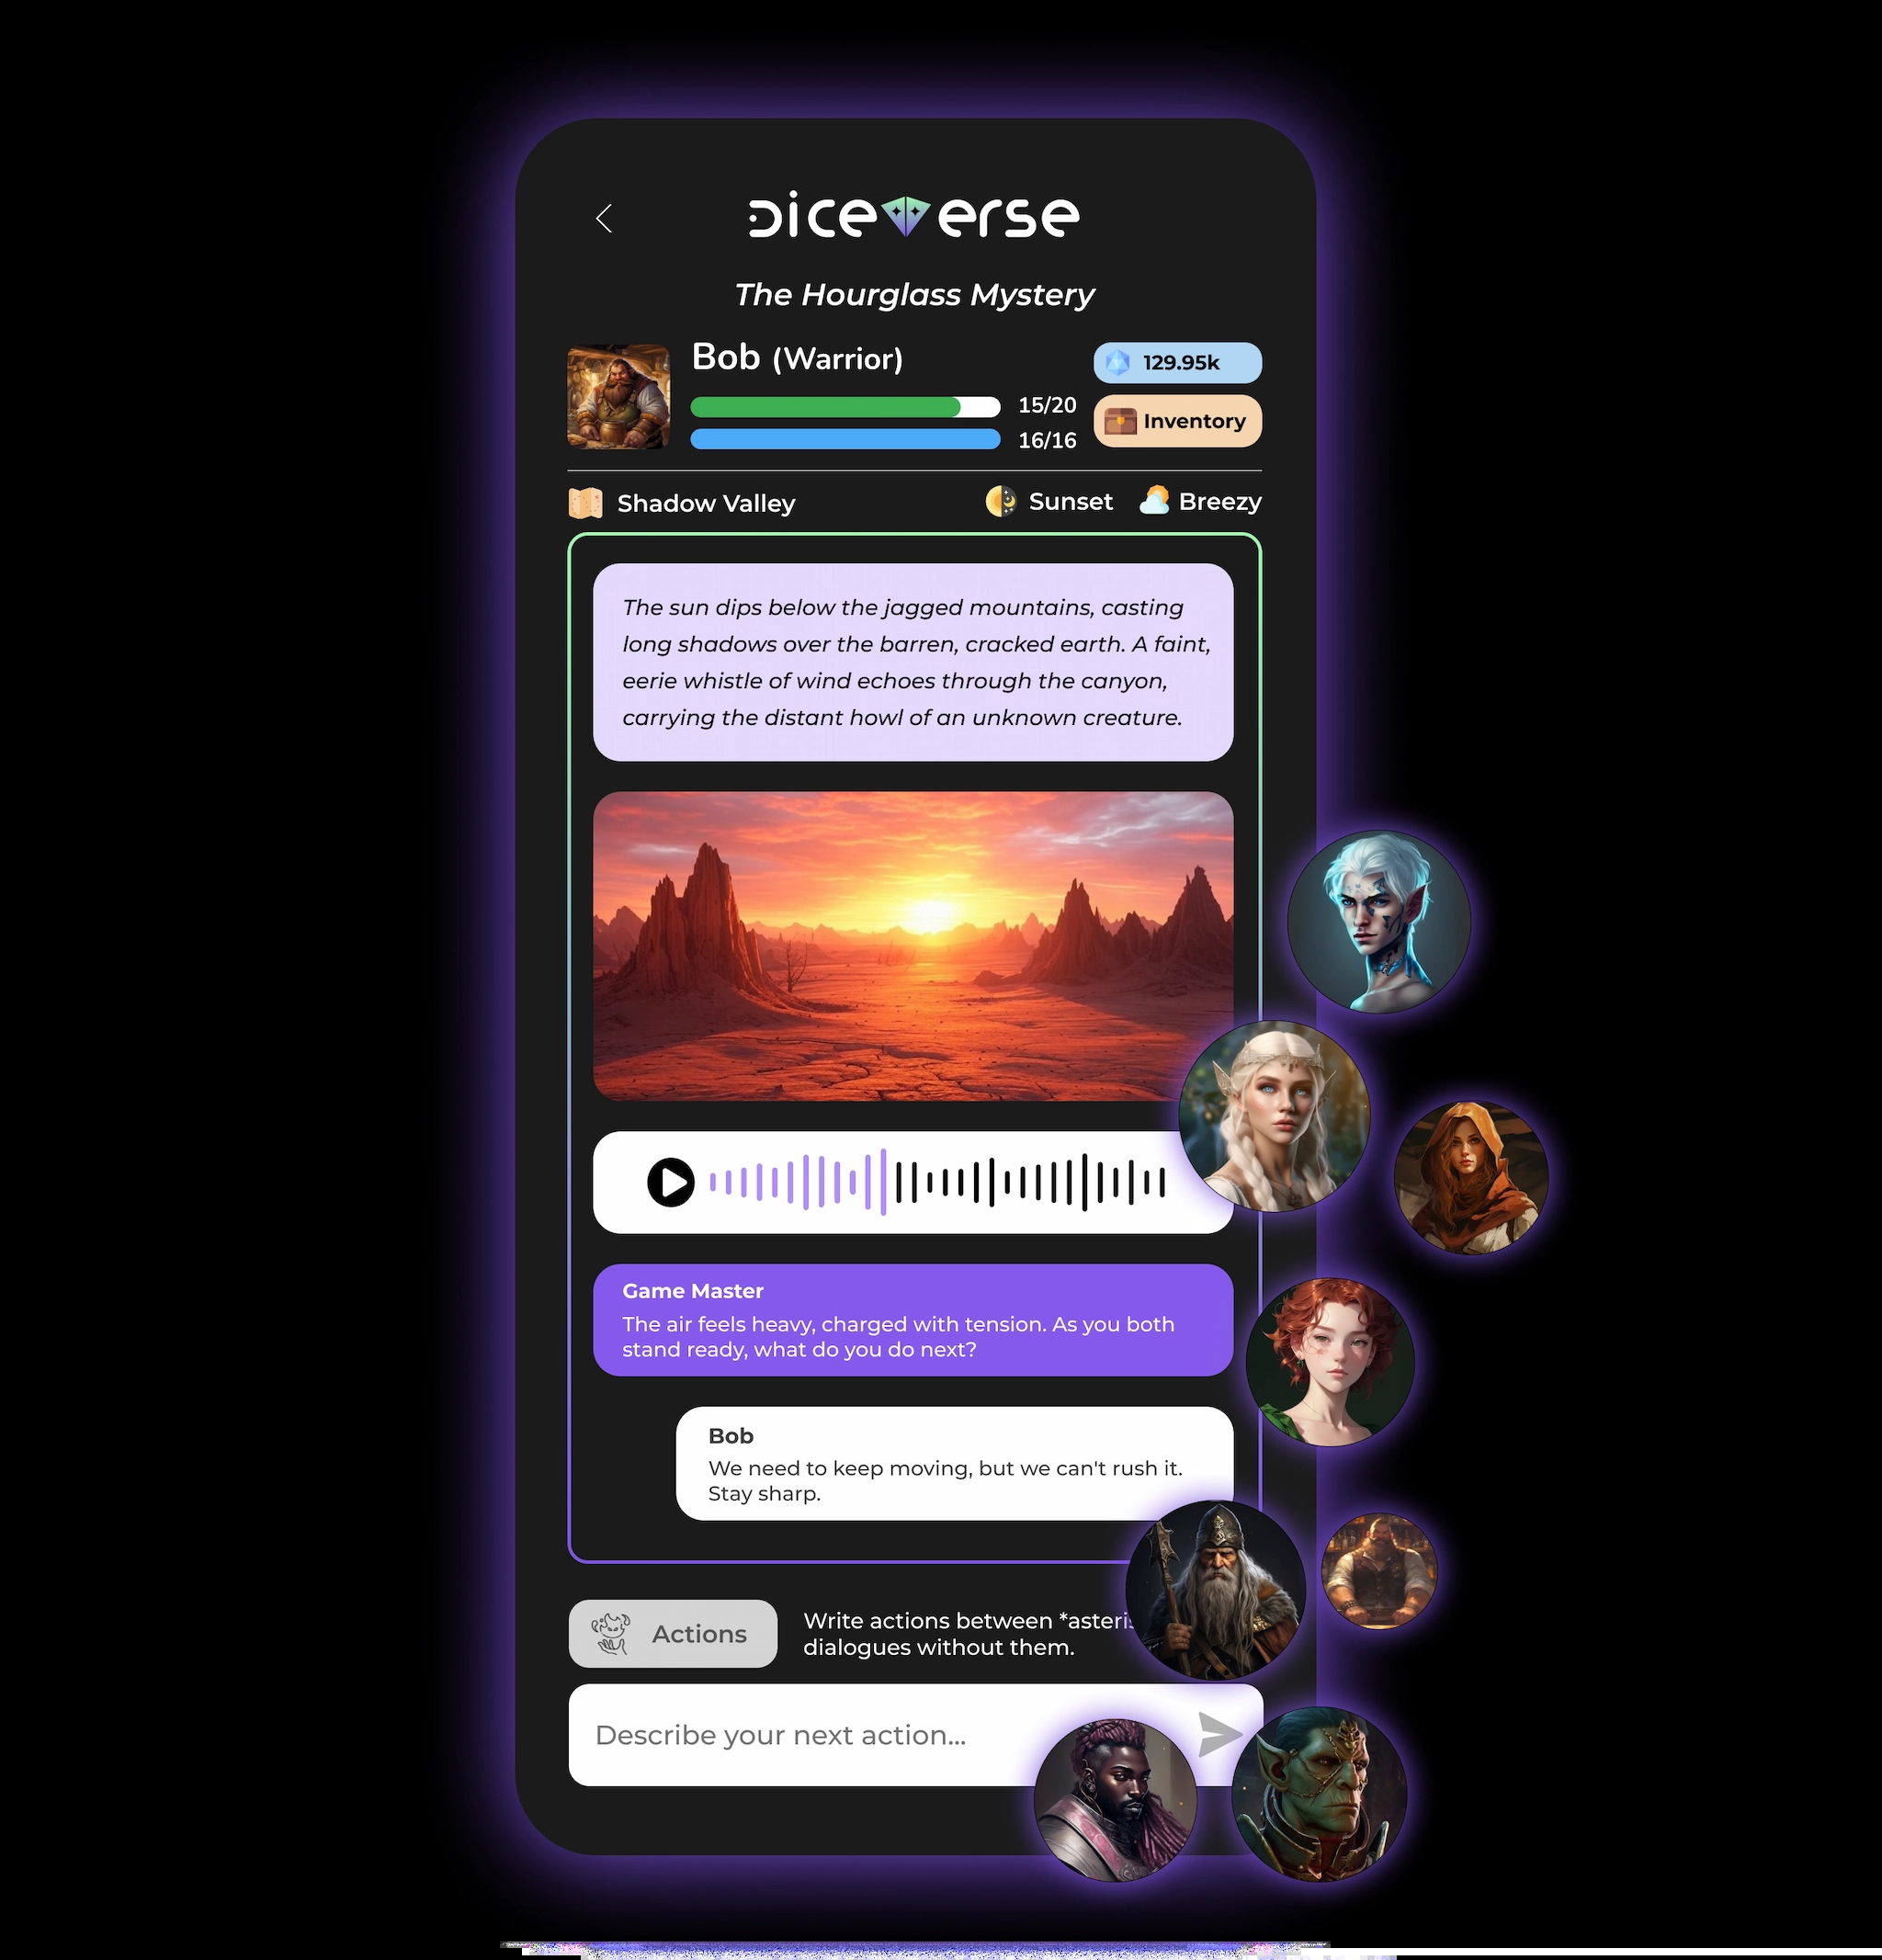 Diceverse
The Hourglass Mystery
Bob (Warrior)
129.95k
15/20
Inventory
16/16
Shadow Valley
Sunset
Breezy
The sun dips below the jagged mountains, casting
long shadows over the barren, cracked earth. A faint,
eerie whistle of wind echoes through the canyon,
carrying the distant howl of an unknown creature.
Game Master
The air feels heavy, charged with tension. As you both
stand ready, what do you do next?
Bob
We need to keep moving, but we can't rush it.
Stay sharp.
Actions
Write actions between
dialogues without them.
Describe your next action...